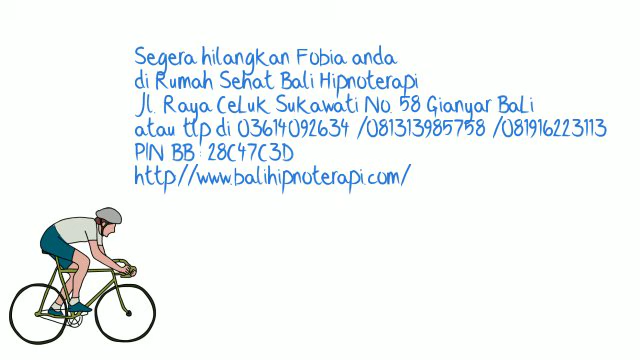 Segera hilangkan Fobia anda
di Rumah Sehat Bali Hipnoterapi
Jl. Raya Celuk Sukawati No 58 Gianyar Bali
atau tlp di 03614092634 /081313985758 /081916223113
PIN BB : 28C47C3D
http//www.balihipnoterapi.com/